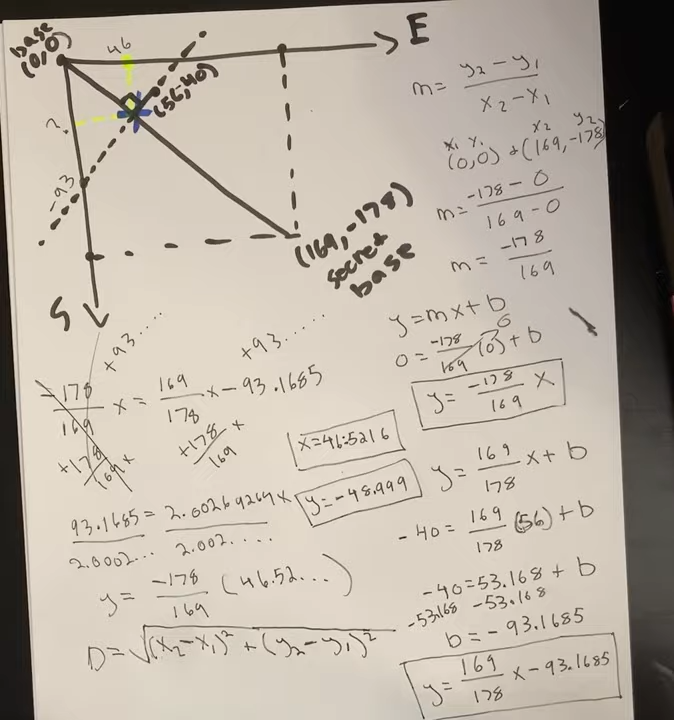 base
(0,0)
46
E
(56,-40)
?
-93
(169,-178)
secret
base
S
m = y₂ - y₁ / x₂ - x₁
x₁ y₁ x₂ y₂
(0,0) + (169,-178)
m = -178 - 0 / 169 - 0
m = -178 / 169
y = mx + b
0
0 = -178/169 (0) + b
y = -178/169 x
y = 169/178 x + b
-40 = 169/178 (56) + b
-40 = 53.168 + b
-53.168 -53.168
b = -93.1685
y = 169/178 x - 93.1685
+93.... +93.....
-178/169 x = 169/178 x - 93.1685
+178/169 x +178/169 x
x = 46.5216
93.1685 = 2.00269264 x
2.0002... 2.002.....
y = -48.999
y = -178/169 (46.52...)
D = √(x₂-x₁)² + (y₂-y₁)²